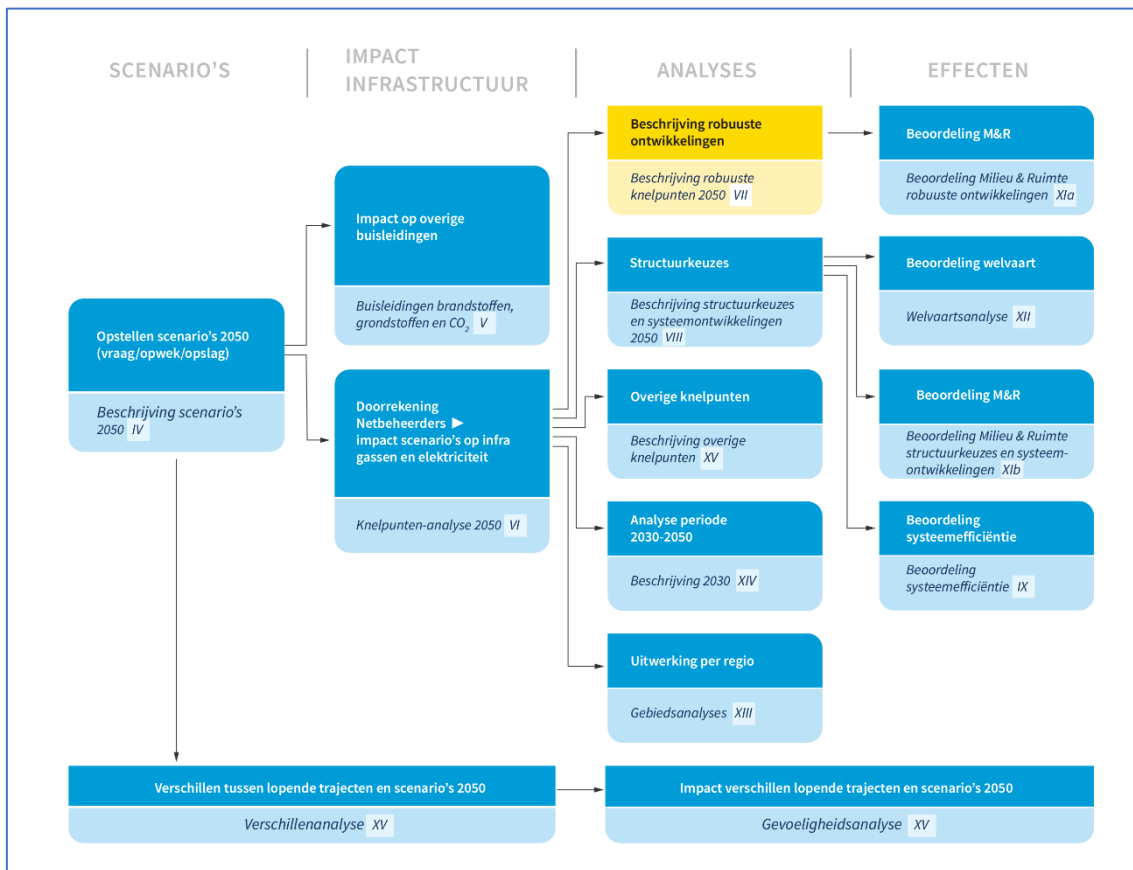 SCENARIO'S
IMPACT
INFRASTRUCTUUR
ANALYSES
EFFECTEN
Opstellen scenario's 2050
(vraag/opwek/opslag)
Beschrijving scenario's
2050 IV
Impact op overige
buisleidingen
Buisleidingen brandstoffen,
grondstoffen en CO₂ V
Doorrekening
Netbeheerders ►
impact scenario's op infra
gassen en elektriciteit
Knelpunten-analyse 2050 VI
Beschrijving robuuste
ontwikkelingen
Beschrijving robuuste
knelpunten 2050 VII
Structuurkeuzes
Beschrijving structuurkeuzes
en systeemontwikkelingen
2050 VIII
Overige knelpunten
Beschrijving overige
knelpunten XV
Analyse periode
2030-2050
Beschrijving 2030 XIV
Uitwerking per regio
Gebiedsanalyses XIII
Beoordeling M&R
Beoordeling Milieu & Ruimte
robuuste ontwikkelingen XIa
Beoordeling welvaart
Welvaartsanalyse XII
Beoordeling M&R
Beoordeling Milieu & Ruimte
structuurkeuzes en systeem-
ontwikkelingen XIb
Beoordeling
systeemefficiëntie
Beoordeling
systeemefficiëntie IX
Verschillen tussen lopende trajecten en scenario's 2050
Verschillenanalyse XV
Impact verschillen lopende trajecten en scenario's 2050
Gevoeligheidsanalyse XV